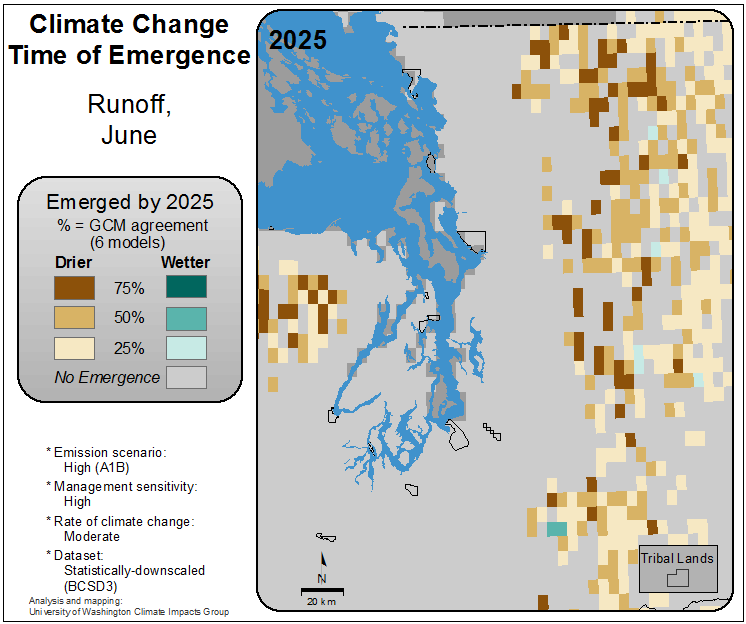 Climate Change
Time of Emergence
Runoff,
June
Emerged by 2025
% = GCM agreement
(6 models)
Drier Wetter
75%
50%
25%
No Emergence
* Emission scenario:
High (A1B)
* Management sensitivity:
High
* Rate of climate change:
Moderate
* Dataset:
Statistically-downscaled
(BCSD3)
Analysis and mapping:
University of Washington Climate Impacts Group
2025
N
20 km
Tribal Lands